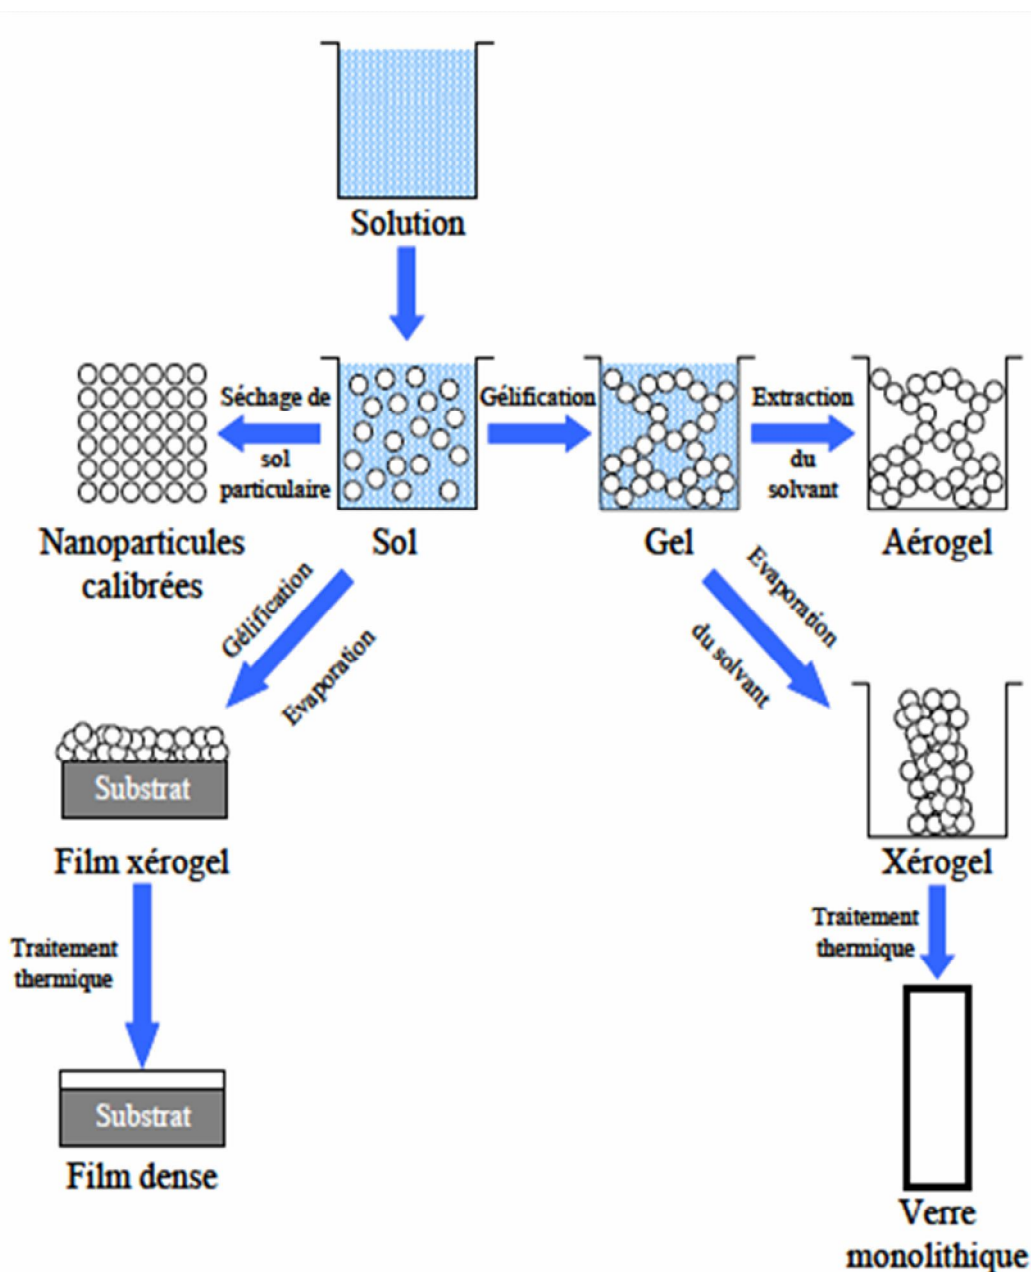 Solution
Séchage de
sol
particulaire
Gélification
Extraction
du
solvant
Nanoparticules
calibrées
Sol
Gel
Aérogel
Gélification
Evaporation
Evaporation
du solvant
Substrat
Film xérogel
Xérogel
Traitement
thermique
Traitement
thermique
Substrat
Film dense
Verre
monolithique